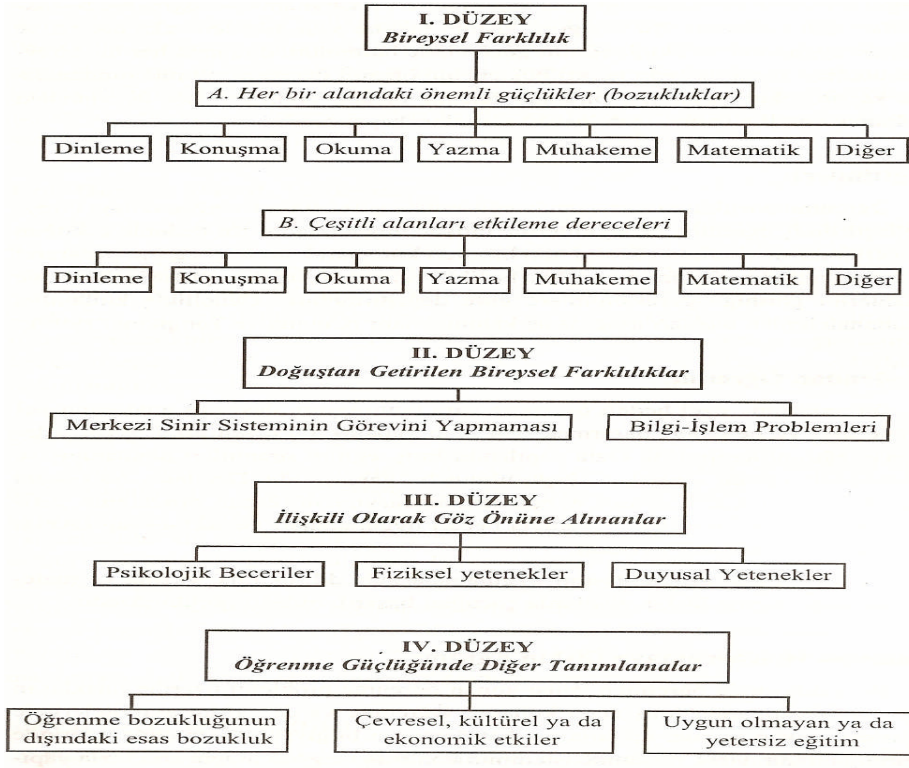 I. DÜZEY
Bireysel Farklılık
A. Her bir alandaki önemli güçlükler (bozukluklar)
Dinleme Konuşma Okuma Yazma Muhakeme Matematik Diğer
B. Çeşitli alanları etkileme dereceleri
Dinleme Konuşma Okuma Yazma Muhakeme Matematik Diğer
II. DÜZEY
Doğuştan Getirilen Bireysel Farklılıklar
Merkezi Sinir Sisteminin Görevini Yapmaması Bilgi-İşlem Problemleri
III. DÜZEY
İlişkili Olarak Göz Önüne Alınanlar
Psikolojik Beceriler Fiziksel yetenekler Duyusal Yetenekler
IV. DÜZEY
Öğrenme Güçlüğünde Diğer Tanımlamalar
Öğrenme bozukluğunun
dışındaki esas bozukluk
Çevresel, kültürel ya da
ekonomik etkiler
Uygun olmayan ya da
yetersiz eğitim